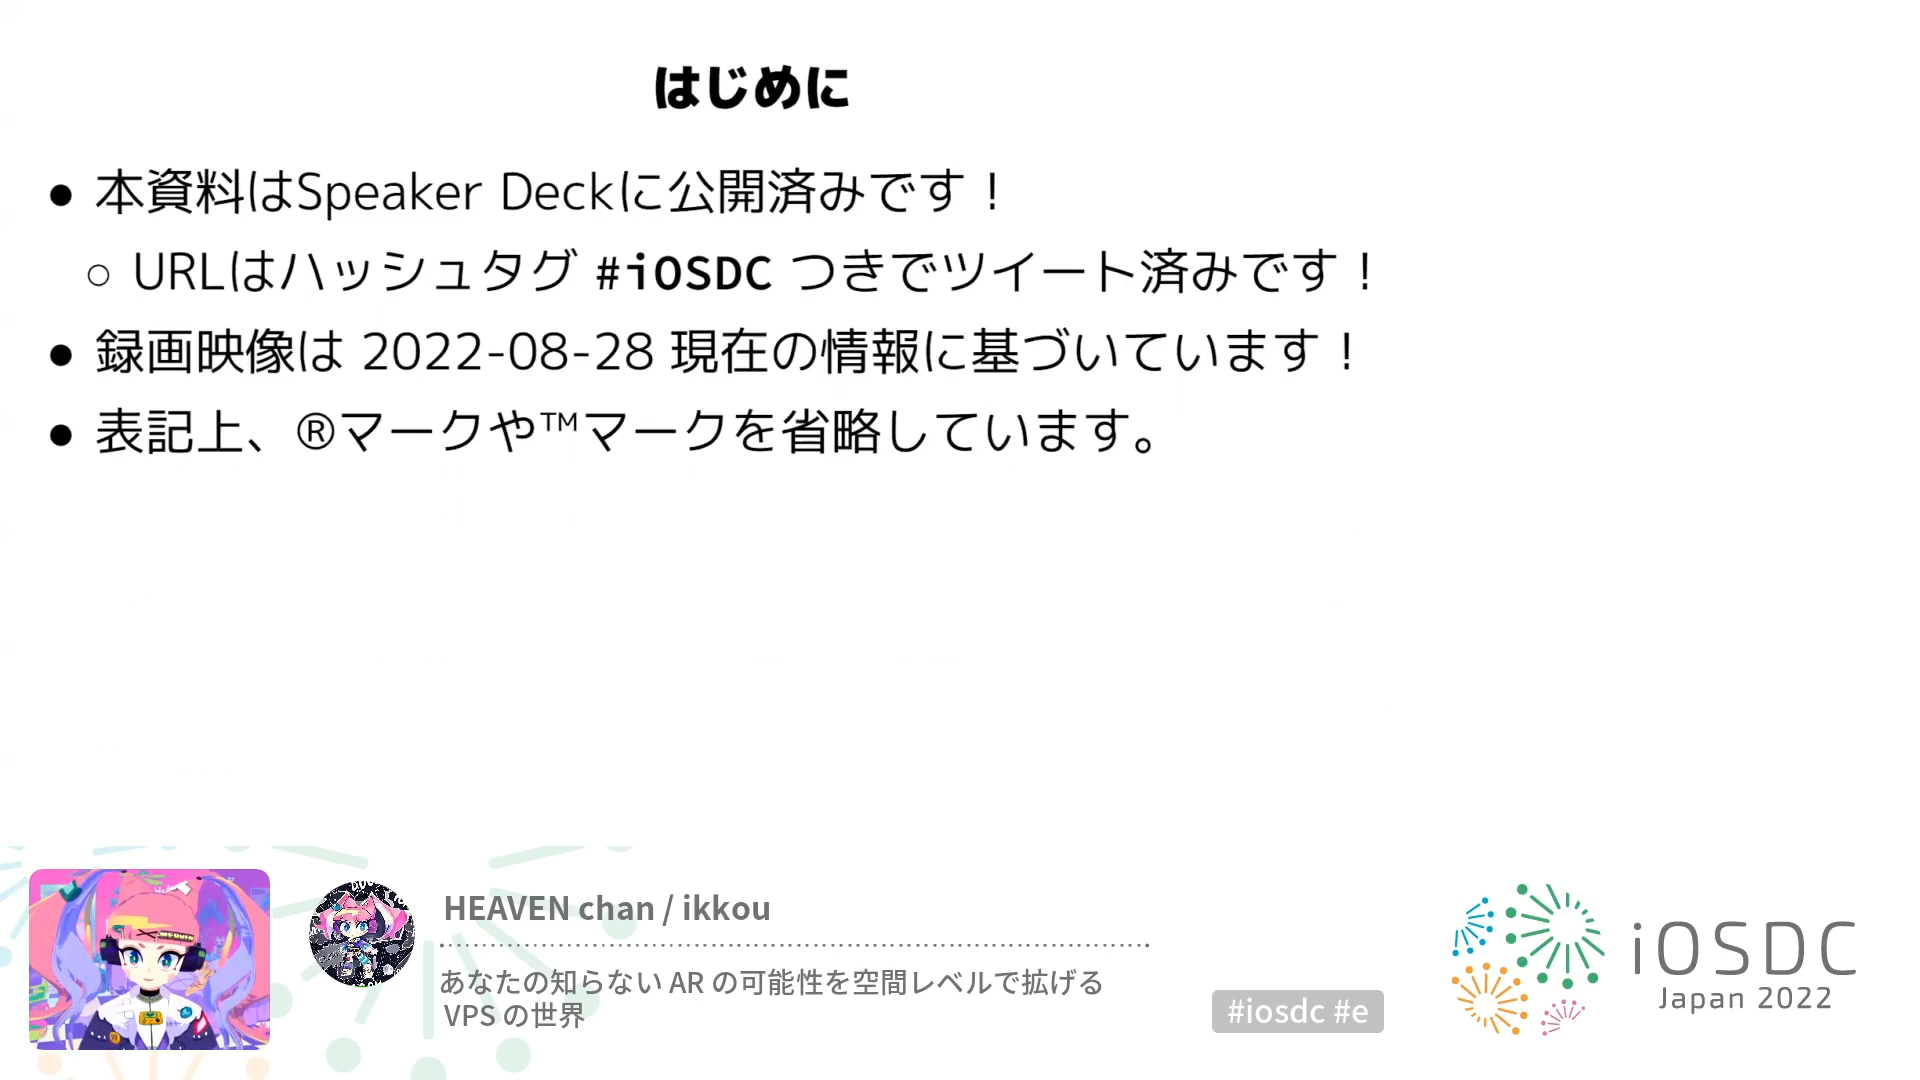 はじめに
● 本資料はSpeaker Deckに公開済みです！
○ URLはハッシュタグ #iOSDC つきでツイート済みです！
● 録画映像は 2022-08-28 現在の情報に基づいています！
● 表記上、®マークや™マークを省略しています。
HEAVEN chan / ikkou
あなたの知らない AR の可能性を空間レベルで拡げる
VPS の世界
#iosdc #e
iOSDC
Japan 2022